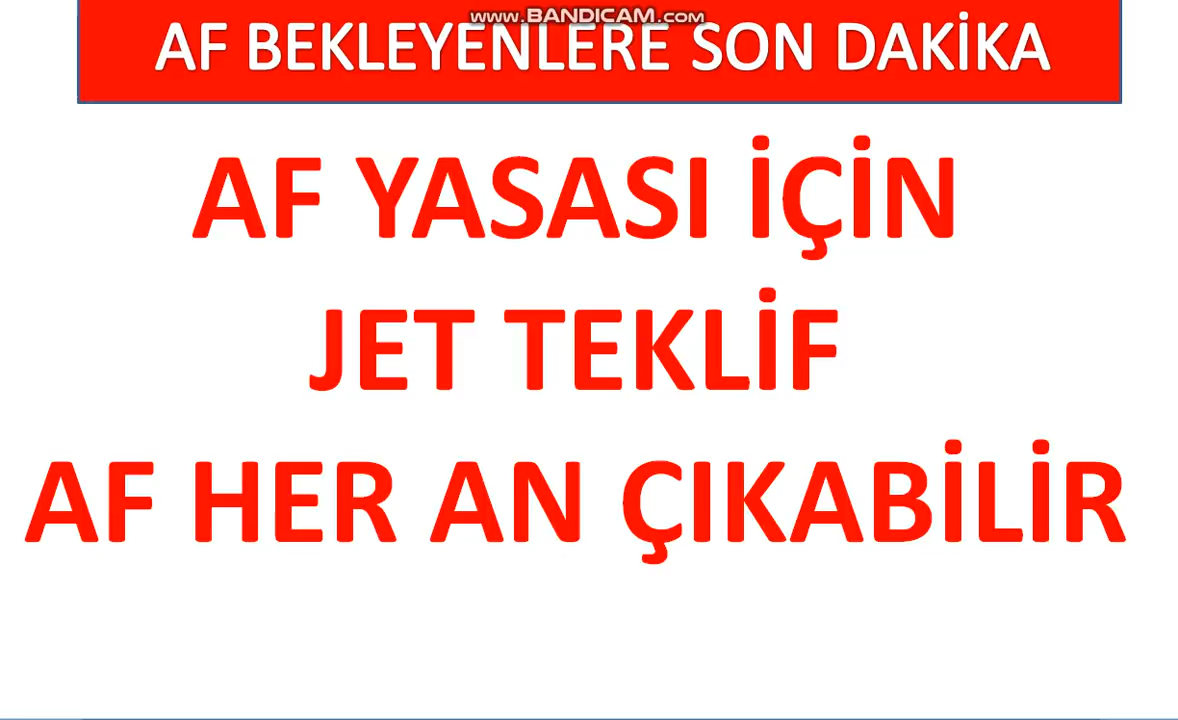 www.BANDICAM.com
AF BEKLEYENLERE SON DAKİKA
AF YASASI İÇİN
JET TEKLİF
AF HER AN ÇIKABİLİR